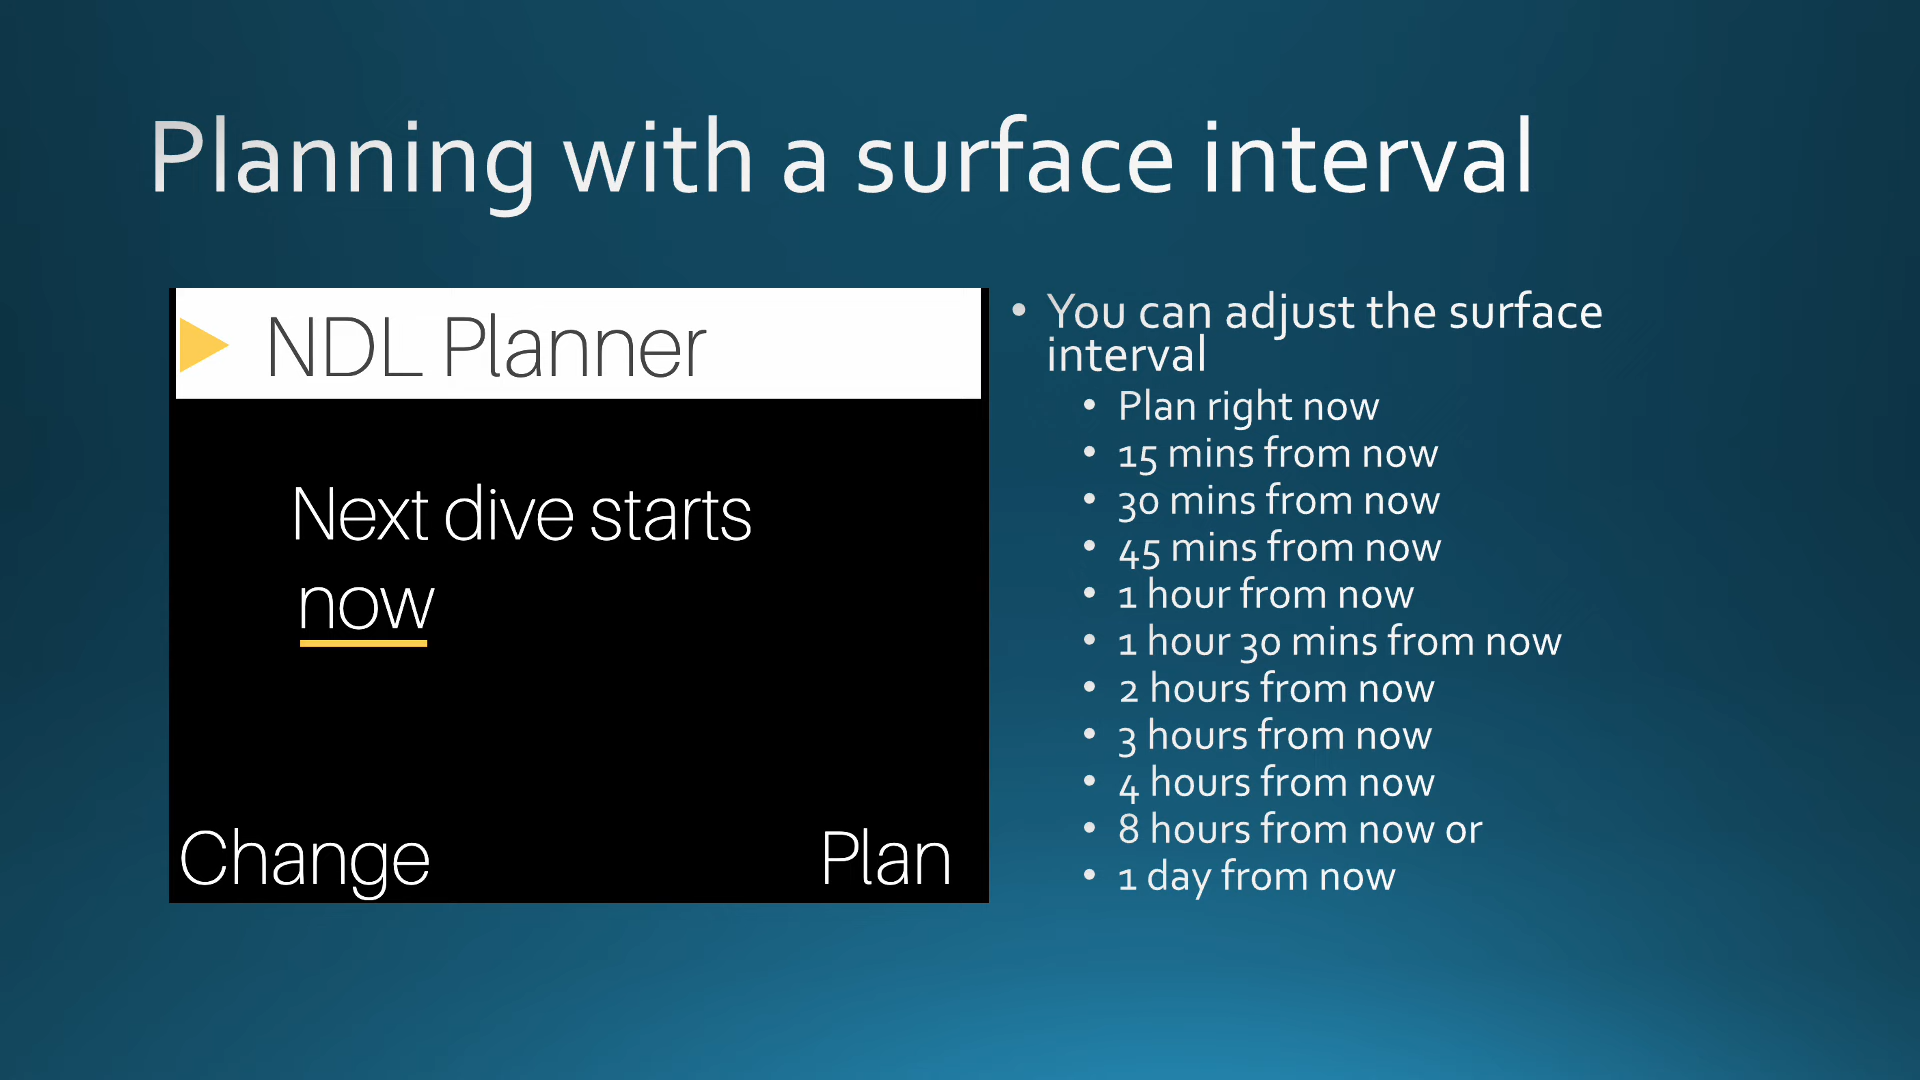 Planning with a surface interval
NDL Planner
Next dive starts
now
Change
Plan
• You can adjust the surface
interval
• Plan right now
• 15 mins from now
• 30 mins from now
• 45 mins from now
• 1 hour from now
• 1 hour 30 mins from now
• 2 hours from now
• 3 hours from now
• 4 hours from now
• 8 hours from now or
• 1 day from now